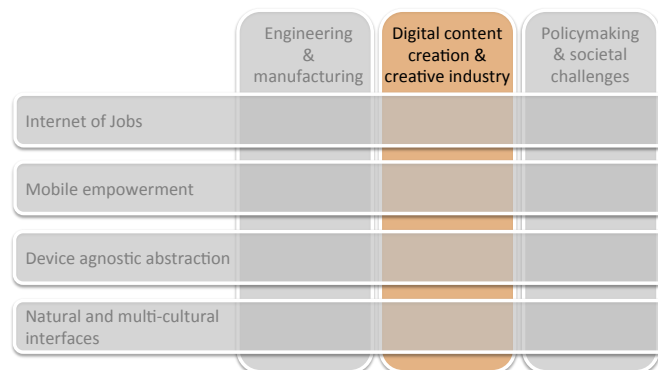 Engineering
&
manufacturing
Digital content
creation &
creative industry
Policymaking
& societal
challenges
Internet of Jobs
Mobile empowerment
Device agnostic abstraction
Natural and multi-cultural
interfaces